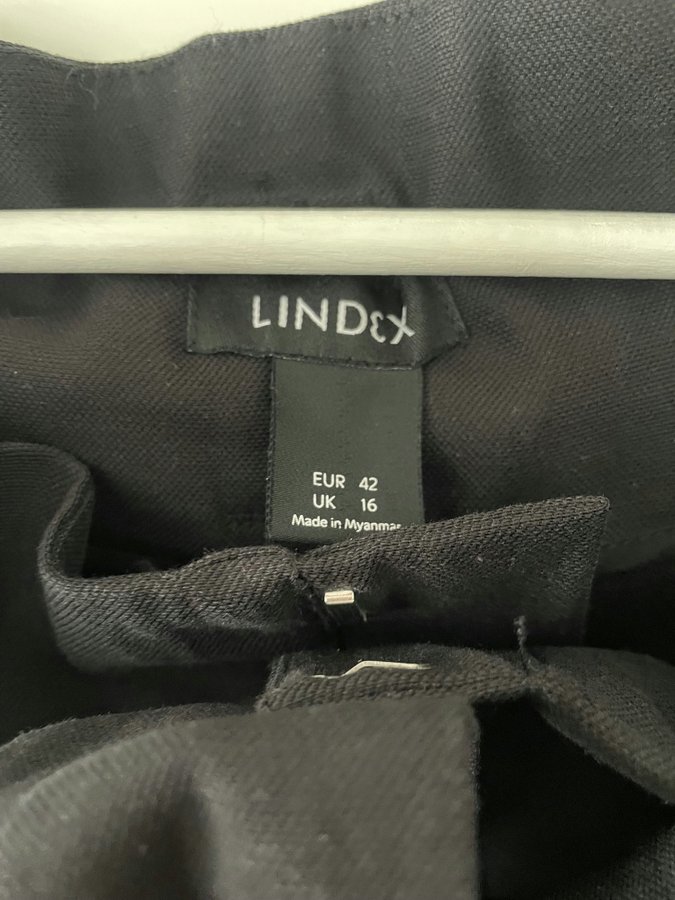 LINDEX
EUR 42
UK 16
Made in Myanmar